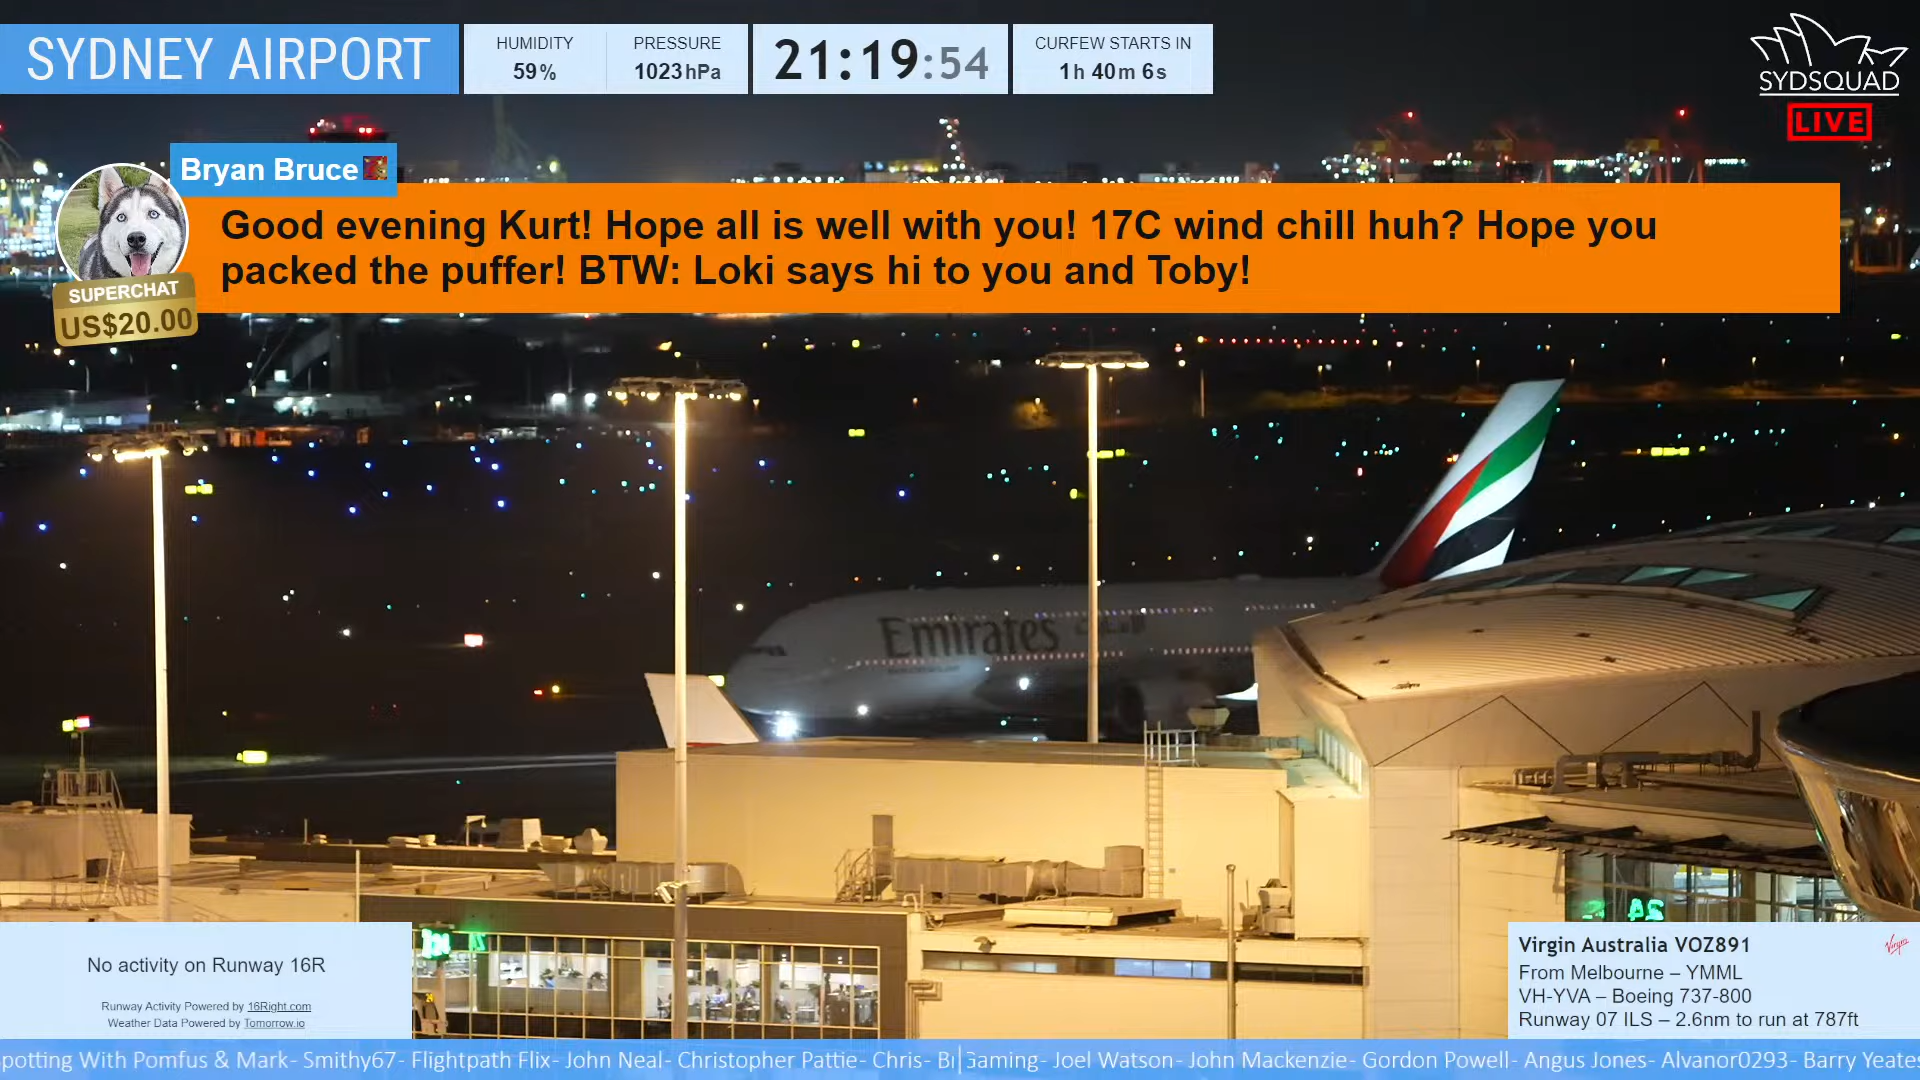 SYDNEY AIRPORT
HUMIDITY
59%
PRESSURE
1023hPa
21:19:54
CURFEW STARTS IN
1h 40m 6s
SYDSQUAD
LIVE
Bryan Bruce
Good evening Kurt! Hope all is well with you! 17C wind chill huh? Hope you
packed the puffer! BTW: Loki says hi to you and Toby!
SUPERCHAT
US$20.00
Emirates
24
No activity on Runway 16R
Runway Activity Powered by 16Right.com
Weather Data Powered by Tomorrow.io
Virgin Australia VOZ891
Virgin
From Melbourne – YMML
VH-YVA – Boeing 737-800
Runway 07 ILS – 2.6nm to run at 787ft
potting With Pomfus & Mark- Smithy67- Flightpath Flix- John Neal- Christopher Pattie- Chris- Bi Gaming- Joel Watson- John Mackenzie- Gordon Powell- Angus Jones- Alvanor0293- Barry Yeates